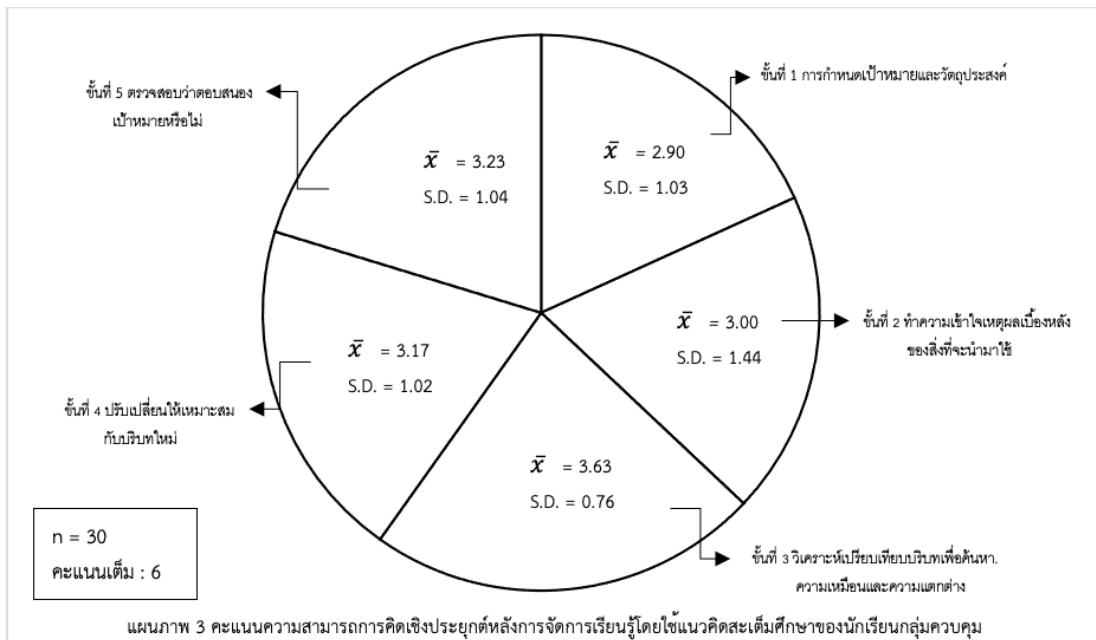 ขั้นที่ 1 การกำหนดเป้าหมายและวัตถุประสงค์
x̄ = 2.90
S.D. = 1.03
ขั้นที่ 2 ทำความเข้าใจเหตุผลเบื้องหลัง
ของสิ่งที่จะนำมาใช้
x̄ = 3.00
S.D. = 1.44
ขั้นที่ 3 วิเคราะห์เปรียบเทียบบริบทเพื่อค้นหา.
ความเหมือนและความแตกต่าง
x̄ = 3.63
S.D. = 0.76
ขั้นที่ 4 ปรับเปลี่ยนให้เหมาะสม
กับบริบทใหม่
x̄ = 3.17
S.D. = 1.02
ขั้นที่ 5 ตรวจสอบว่าตอบสนอง
เป้าหมายหรือไม่
x̄ = 3.23
S.D. = 1.04
n = 30
คะแนนเต็ม : 6
แผนภาพ 3 คะแนนความสามารถการคิดเชิงประยุกต์หลังการจัดการเรียนรู้โดยใช้แนวคิดสะเต็มศึกษาของนักเรียนกลุ่มควบคุม